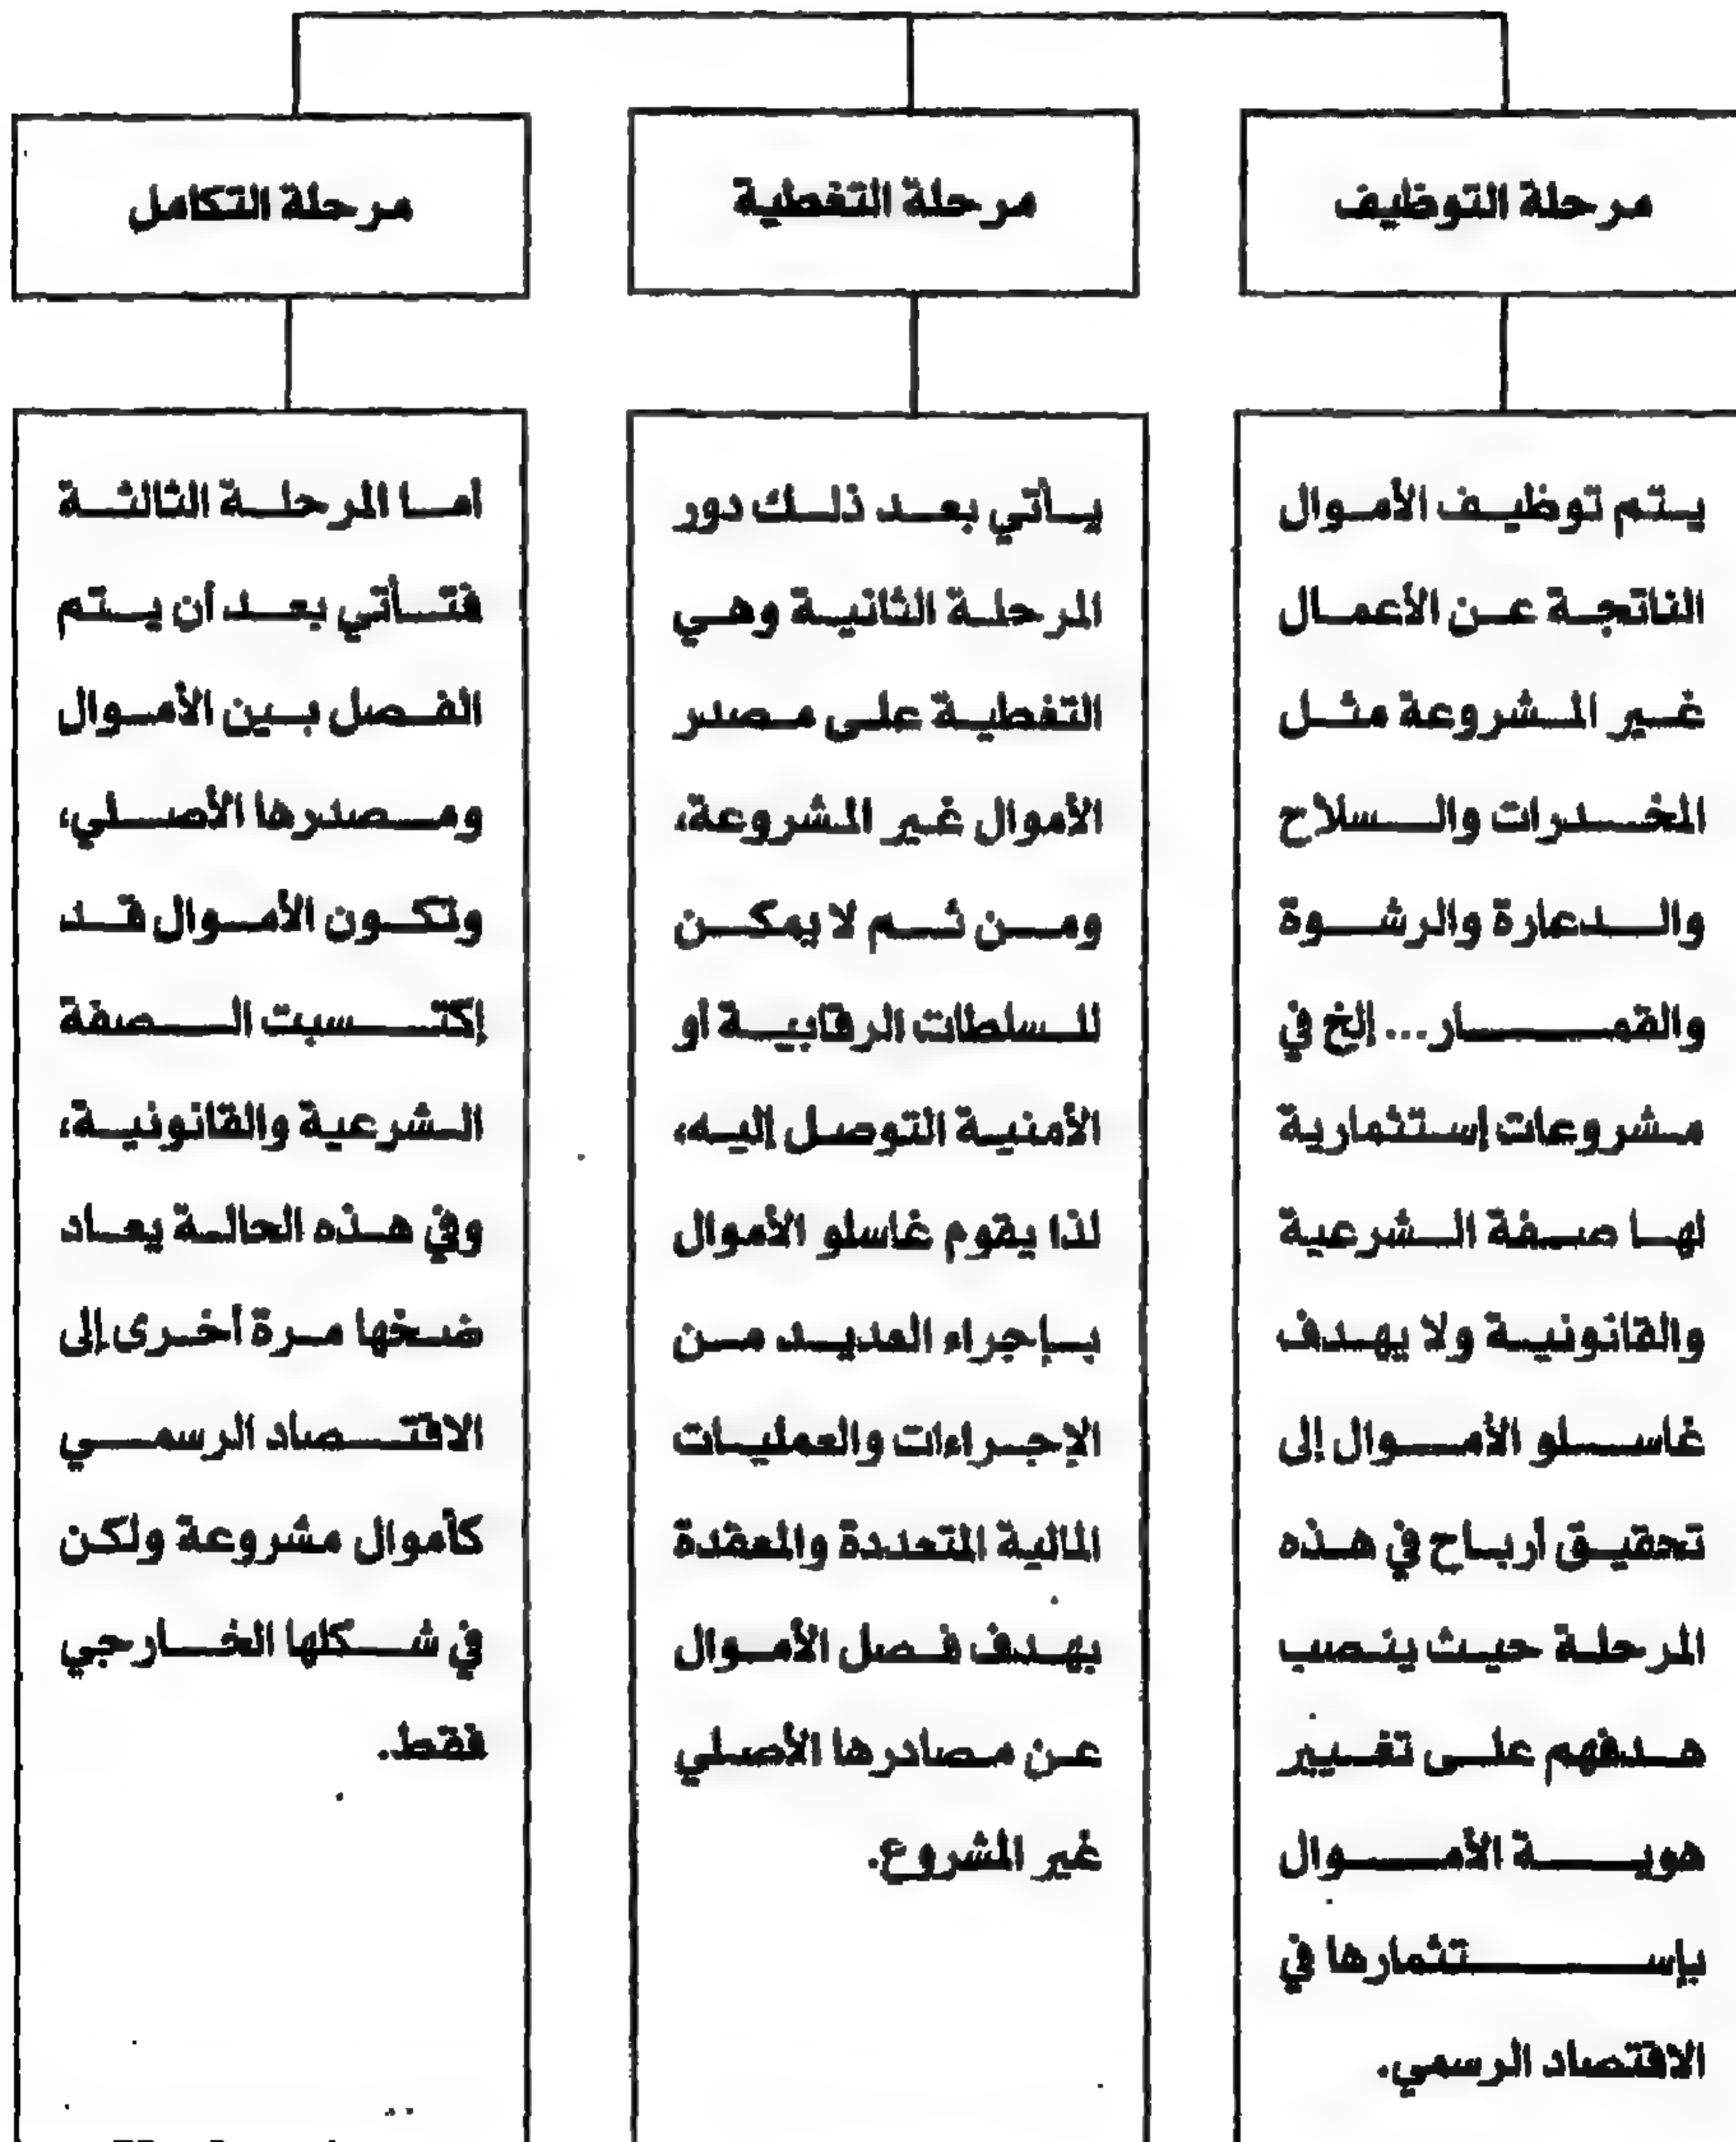 مرحلة التوظيف
يتم توظيف الأموال
الناتجة عن الأعمال
غير المشروعة مثل
المخدرات والسلاح
والدعارة والرشوة
والقمار... إلخ في
مشروعات إستثمارية
لها صفة الشرعية
والقانونية ولا يهدف
غاسلو الأموال إلى
تحقيق أرباح في هذه
المرحلة حيث ينصب
هدفهم على تغيير
هوية الأموال
بإستثمارها في
الاقتصاد الرسمي.
مرحلة التغطية
يأتي بعد ذلك دور
المرحلة الثانية وهي
التغطية على مصدر
الأموال غير المشروعة،
ومن ثم لا يمكن
للسلطات الرقابية أو
الأمنية التوصل إليه،
لذا يقوم غاسلو الأموال
بإجراء العديد من
الإجراءات والعمليات
المالية المتعددة والمعقدة
بهدف فصل الأموال
عن مصادرها الأصلي
غير المشروع.
مرحلة التكامل
أما المرحلة الثالثة
فتأتي بعد أن يتم
الفصل بين الأموال
ومصدرها الأصلي،
وتكون الأموال قد
إكتسبت الصفة
الشرعية والقانونية،
وفي هذه الحالة يعاد
ضخها مرة أخرى إلى
الاقتصاد الرسمي
كأموال مشروعة ولكن
في شكلها الخارجي
فقط.